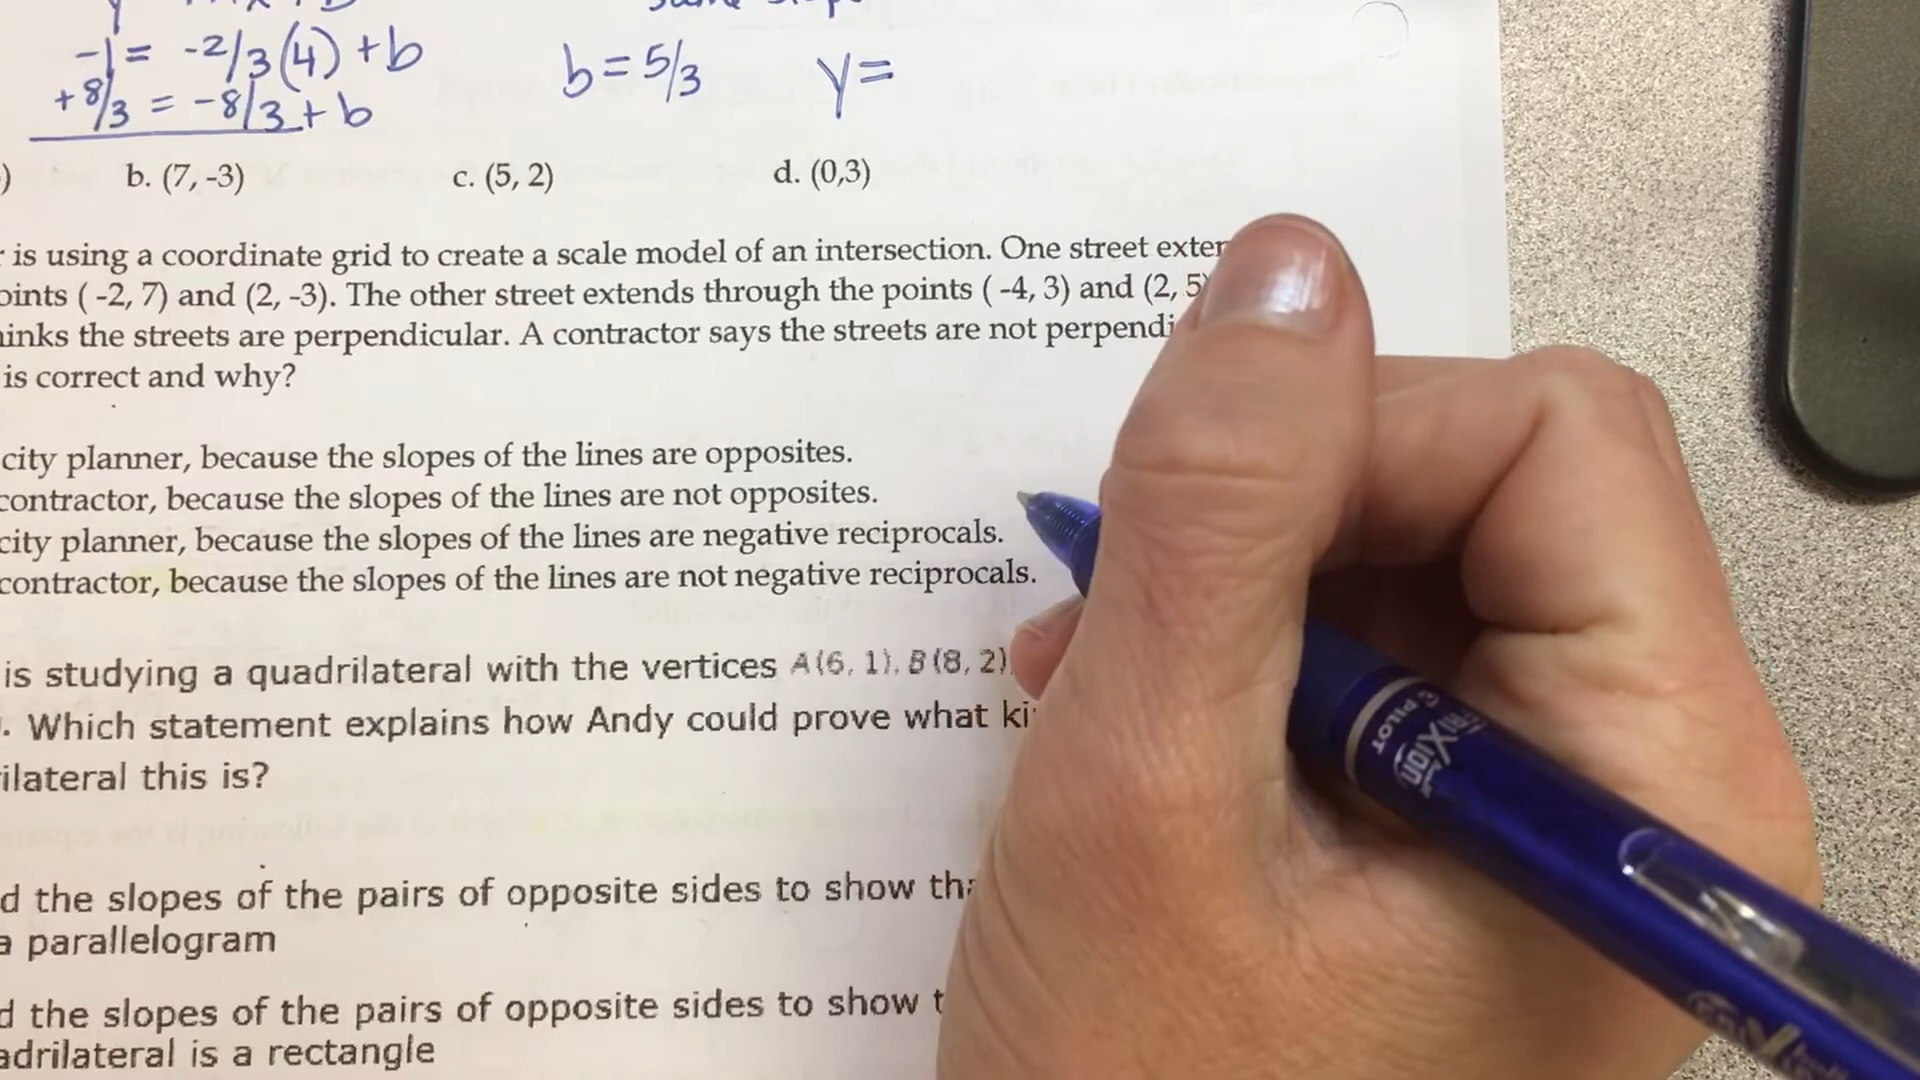 -1 = -2/3(4) + b
+8/3 = -8/3 + b
b = 5/3 y =
) b. (7, -3) c. (5, 2) d. (0,3)
is using a coordinate grid to create a scale model of an intersection. One street exten
oints ( -2, 7) and (2, -3). The other street extends through the points ( -4, 3) and (2, 5)
inks the streets are perpendicular. A contractor says the streets are not perpendi
is correct and why?
city planner, because the slopes of the lines are opposites.
contractor, because the slopes of the lines are not opposites.
city planner, because the slopes of the lines are negative reciprocals.
contractor, because the slopes of the lines are not negative reciprocals.
is studying a quadrilateral with the vertices A(6, 1), B(8, 2)
. Which statement explains how Andy could prove what ki
ilateral this is?
d the slopes of the pairs of opposite sides to show tha
a parallelogram
d the slopes of the pairs of opposite sides to show t
adrilateral is a rectangle
PILOT
FriXion